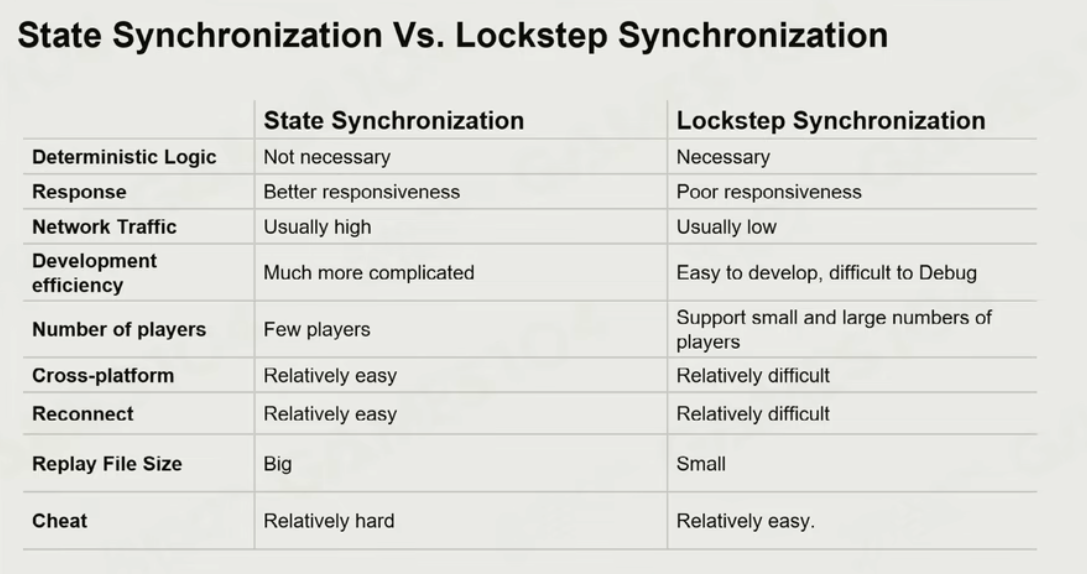 State Synchronization Vs. Lockstep Synchronization
State Synchronization Lockstep Synchronization
Deterministic Logic Not necessary Necessary
Response Better responsiveness Poor responsiveness
Network Traffic Usually high Usually low
Development
efficiency Much more complicated Easy to develop, difficult to Debug
Number of players Few players Support small and large numbers of
players
Cross-platform Relatively easy Relatively difficult
Reconnect Relatively easy Relatively difficult
Replay File Size Big Small
Cheat Relatively hard Relatively easy.